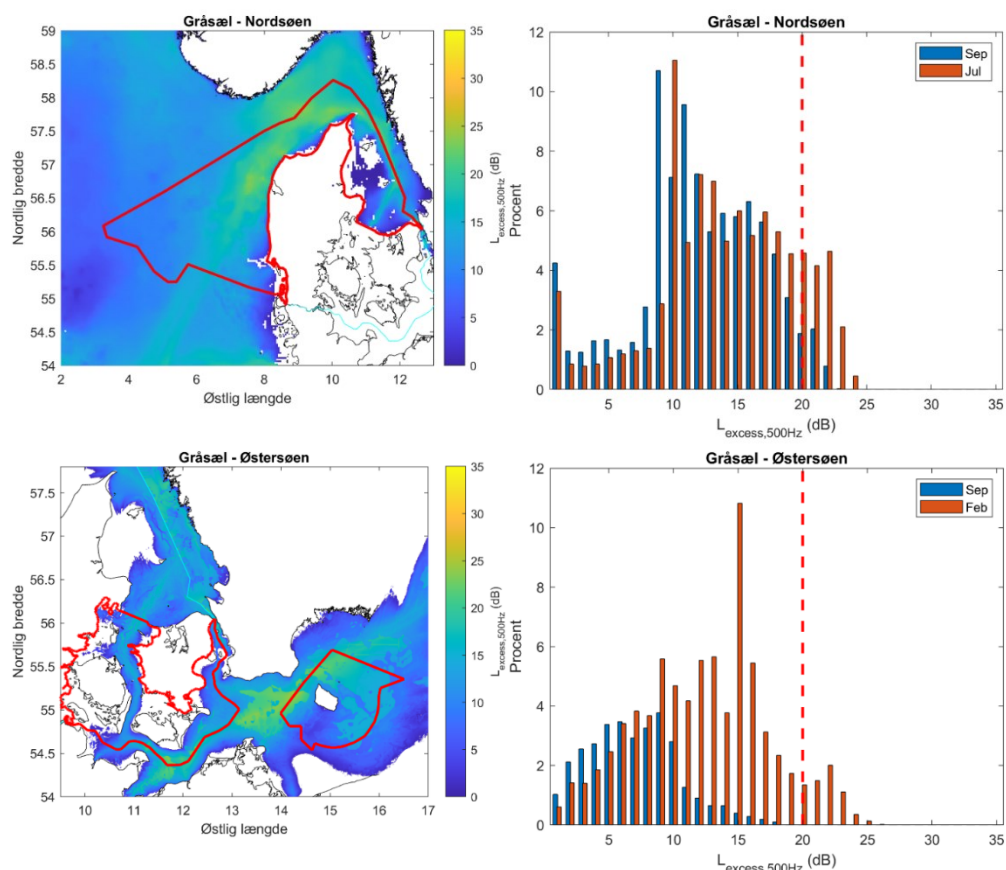 Gråsæl - Nordsøen
59
58.5
58
57.5
57
56.5
56
55.5
55
54.5
54
Nordlig bredde
2 4 6 8 10 12
Østlig længde
35
30
25
20
15
10
5
0
L excess,500Hz (dB)
Gråsæl - Nordsøen
12
10
8
6
4
2
0
Procent
5 10 15 20 25 30 35
L excess,500Hz (dB)
Sep
Jul
Gråsæl - Østersøen
57.5
57
56.5
56
55.5
55
54.5
54
Nordlig bredde
10 11 12 13 14 15 16 17
Østlig længde
35
30
25
20
15
10
5
0
L excess,500Hz (dB)
Gråsæl - Østersøen
12
10
8
6
4
2
0
Procent
5 10 15 20 25 30 35
L excess,500Hz (dB)
Sep
Feb